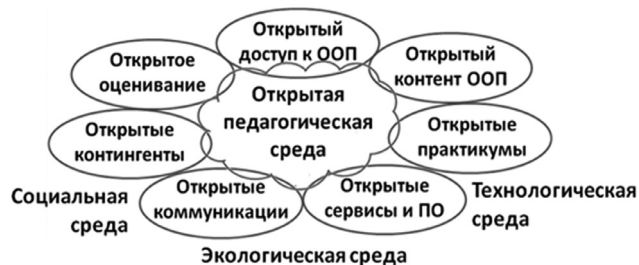 Открытый
доступ к ООП
Открытое
оценивание
Открытый
контент ООП
Открытая
педагогическая
среда
Открытые
контингенты
Открытые
практикумы
Социальная
среда
Открытые
коммуникации
Открытые
сервисы и ПО
Технологическая
среда
Экологическая среда